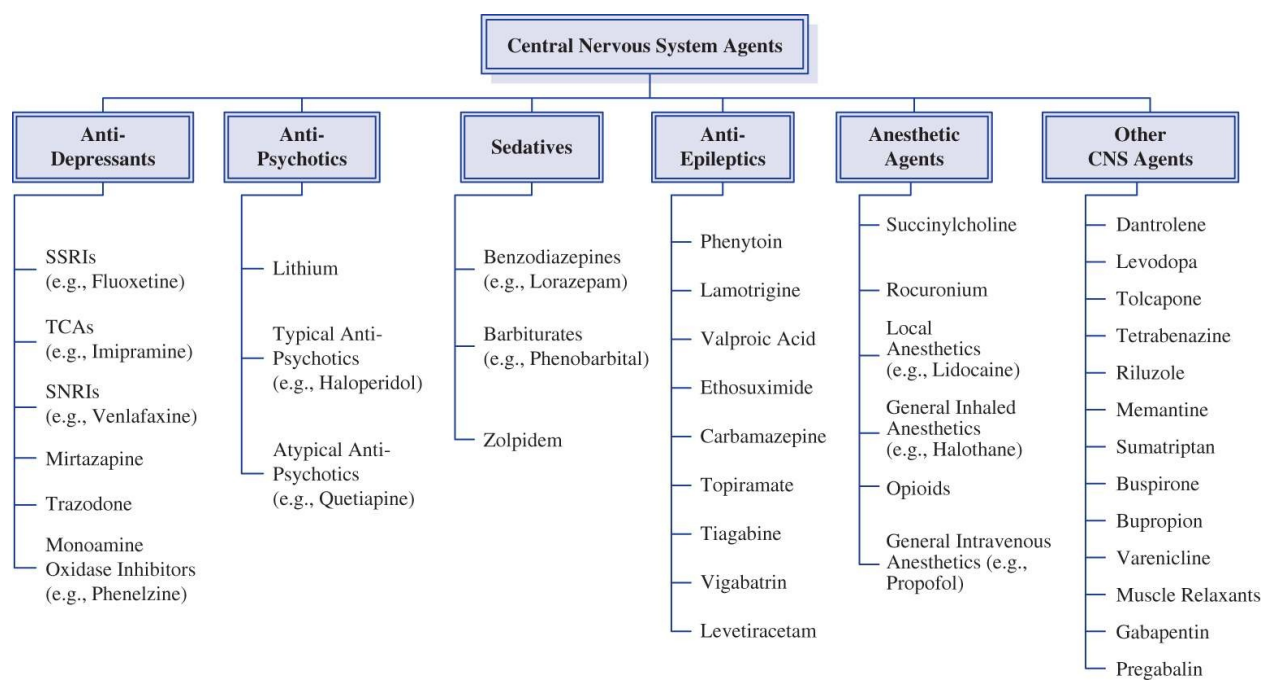 Central Nervous System Agents
Anti-
Depressants
SSRIs
(e.g., Fluoxetine)
TCAs
(e.g., Imipramine)
SNRIs
(e.g., Venlafaxine)
Mirtazapine
Trazodone
Monoamine
Oxidase Inhibitors
(e.g., Phenelzine)
Anti-
Psychotics
Lithium
Typical Anti-
Psychotics
(e.g., Haloperidol)
Atypical Anti-
Psychotics
(e.g., Quetiapine)
Sedatives
Benzodiazepines
(e.g., Lorazepam)
Barbiturates
(e.g., Phenobarbital)
Zolpidem
Anti-
Epileptics
Phenytoin
Lamotrigine
Valproic Acid
Ethosuximide
Carbamazepine
Topiramate
Tiagabine
Vigabatrin
Levetiracetam
Anesthetic
Agents
Succinylcholine
Rocuronium
Local
Anesthetics
(e.g., Lidocaine)
General Inhaled
Anesthetics
(e.g., Halothane)
Opioids
General Intravenous
Anesthetics (e.g.,
Propofol)
Other
CNS Agents
Dantrolene
Levodopa
Tolcapone
Tetrabenazine
Riluzole
Memantine
Sumatriptan
Buspirone
Bupropion
Varenicline
Muscle Relaxants
Gabapentin
Pregabalin